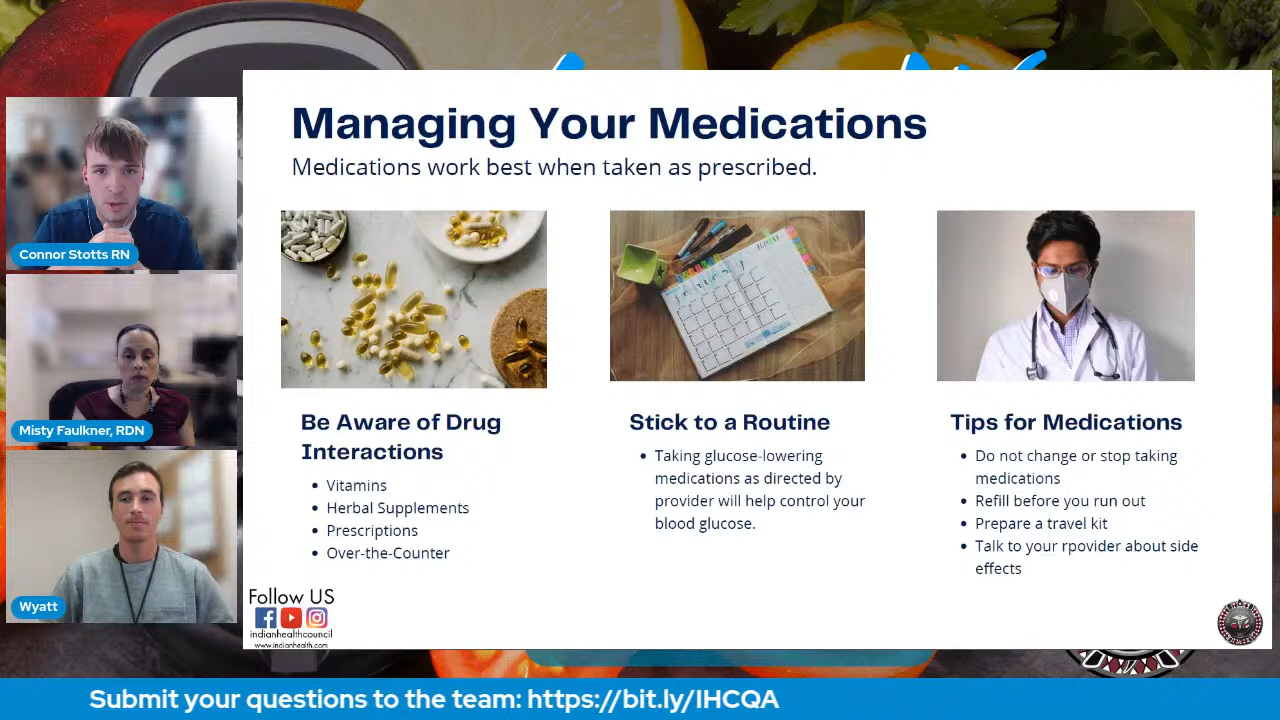 Managing Your Medications
Medications work best when taken as prescribed.
Connor Stotts RN
Misty Faulkner, RDN
Wyatt
Be Aware of Drug
Interactions
• Vitamins
• Herbal Supplements
• Prescriptions
• Over-the-Counter
Stick to a Routine
• Taking glucose-lowering
medications as directed by
provider will help control your
blood glucose.
Tips for Medications
• Do not change or stop taking
medications
• Refill before you run out
• Prepare a travel kit
• Talk to your rpovider about side
effects
Follow US
indianhealthcouncil
www.indianhealth.com
Submit your questions to the team: https://bit.ly/IHCQA